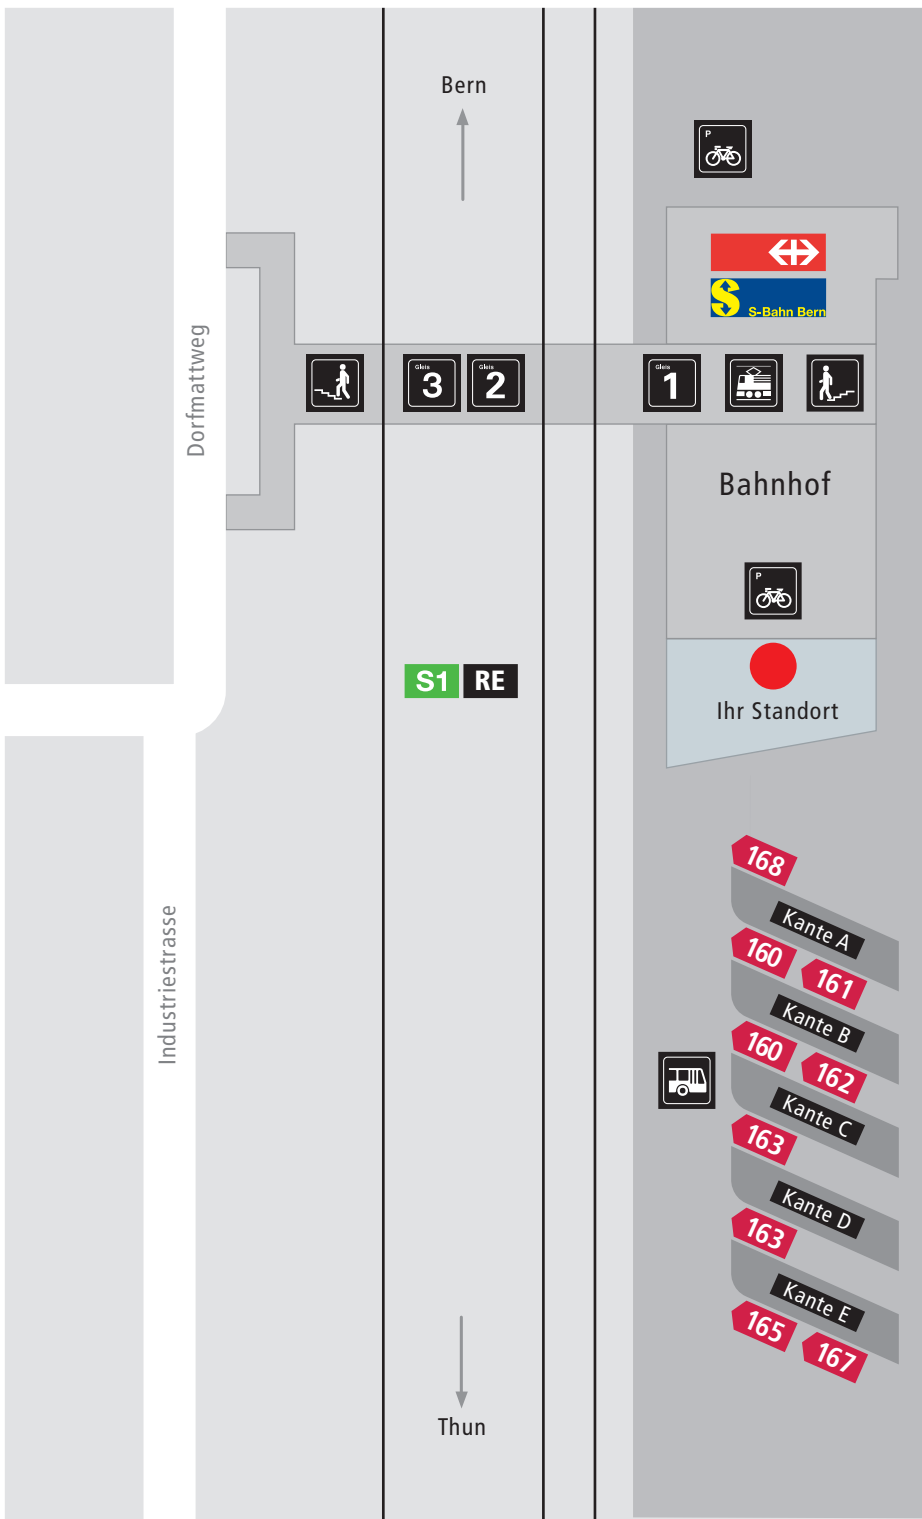 Bern
P
S-Bahn Bern
Dorfmattweg
Gleis
3
Gleis
2
Gleis
1
Bahnhof
P
S1 RE
Ihr Standort
168
Kante A
160 161
Kante B
160 162
Kante C
163
Kante D
163
Kante E
165 167
Industriestrasse
Thun